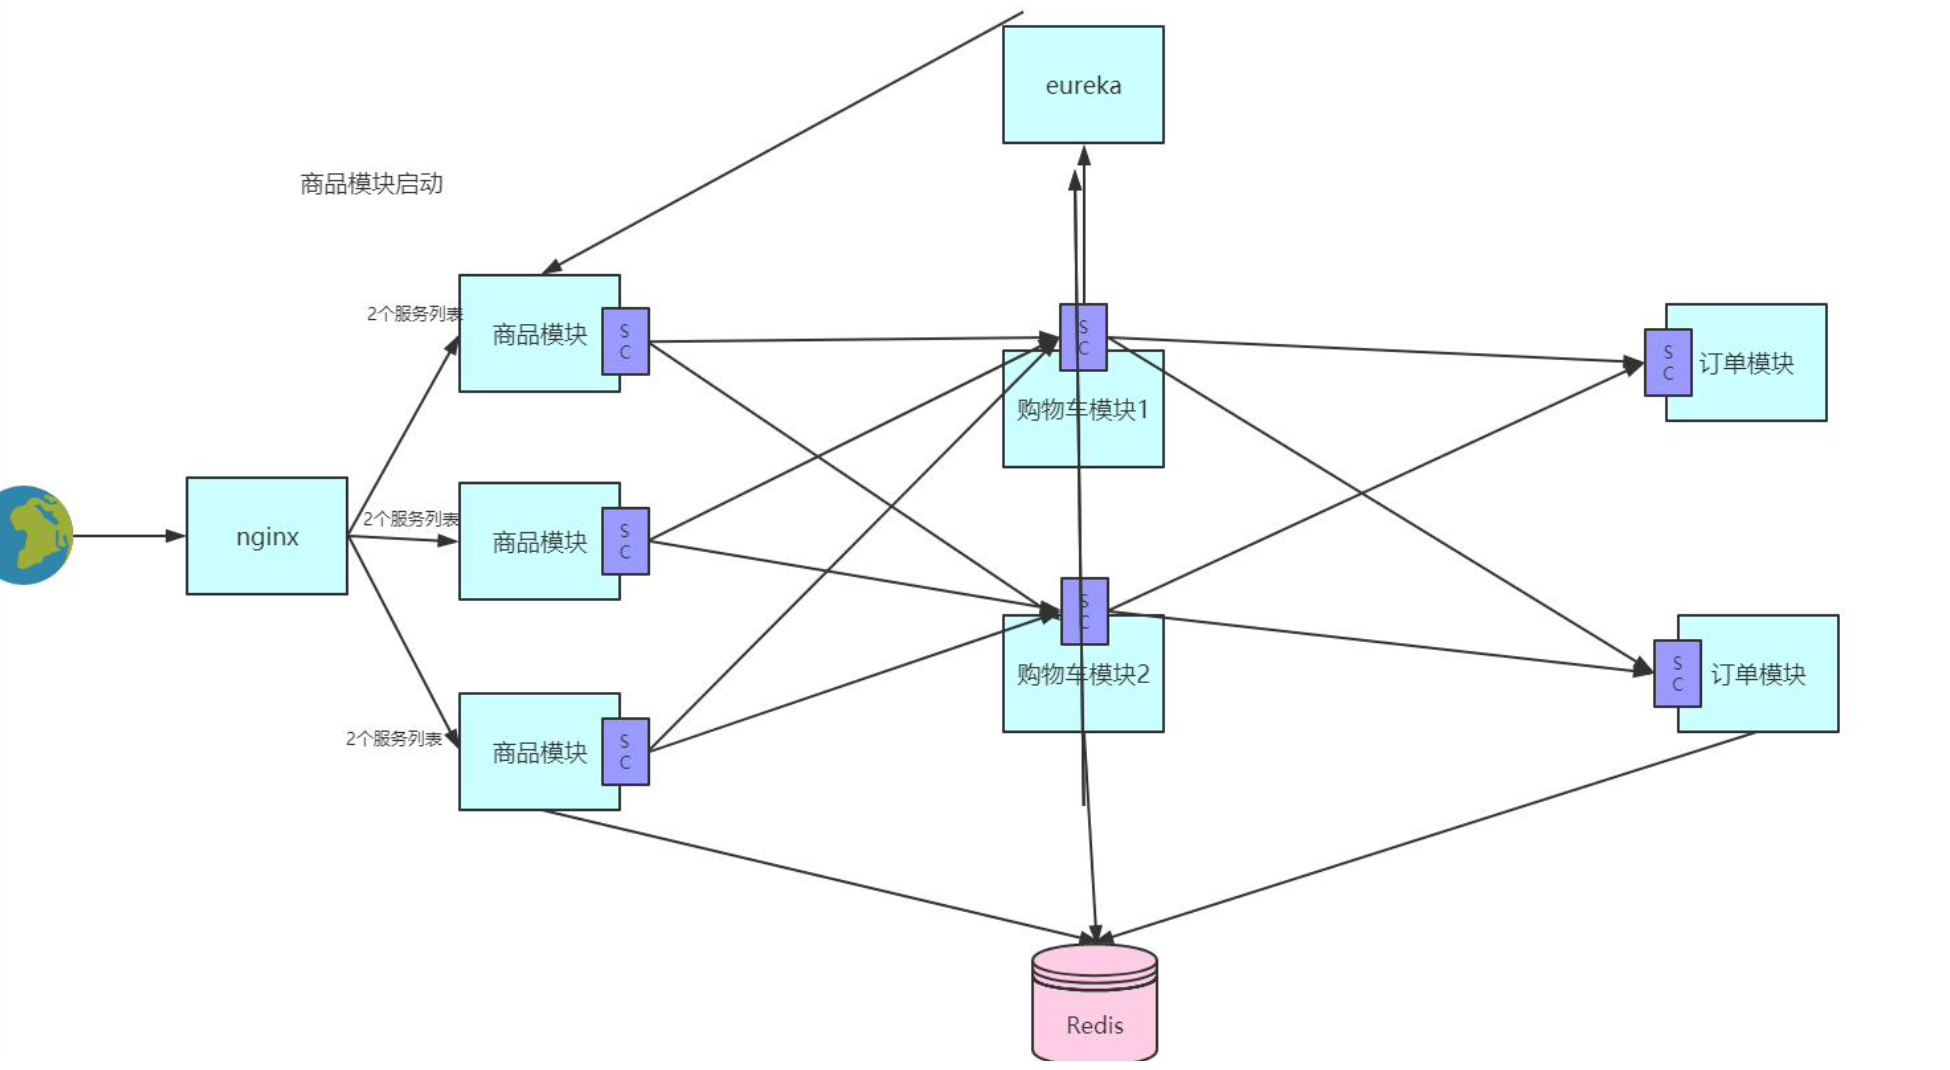 eureka
商品模块启动
2个服务列表
商品模块
S
C
S
C
购物车模块1
S
C
订单模块
nginx
2个服务列表
商品模块
S
C
S
C
购物车模块2
S
C
订单模块
2个服务列表
商品模块
S
C
Redis